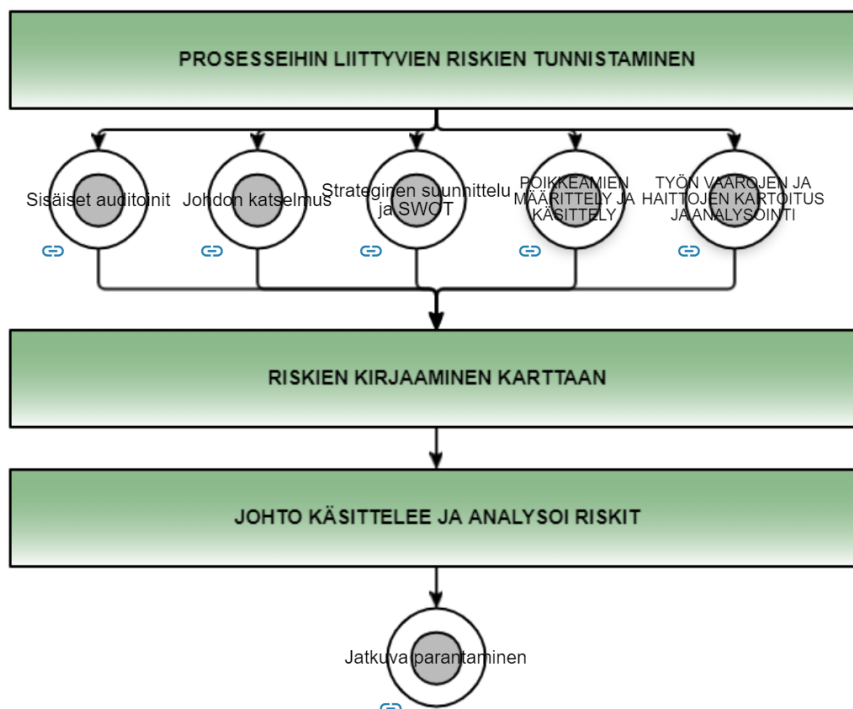 PROSESSEIHIN LIITTYVIEN RISKIEN TUNNISTAMINEN
Sisäiset auditoinit
Johdon katselmus
Strateginen suunnittelu
ja SWOT
POIKKEAMIEN
MÄÄRITTELY JA
KÄSITTELY
TYÖN VAAROJEN JA
HAITTOJEN KARTOITUS
JA ANALYSOINTI
RISKIEN KIRJAAMINEN KARTTAAN
JOHTO KÄSITTELEE JA ANALYSOI RISKIT
Jatkuva parantaminen